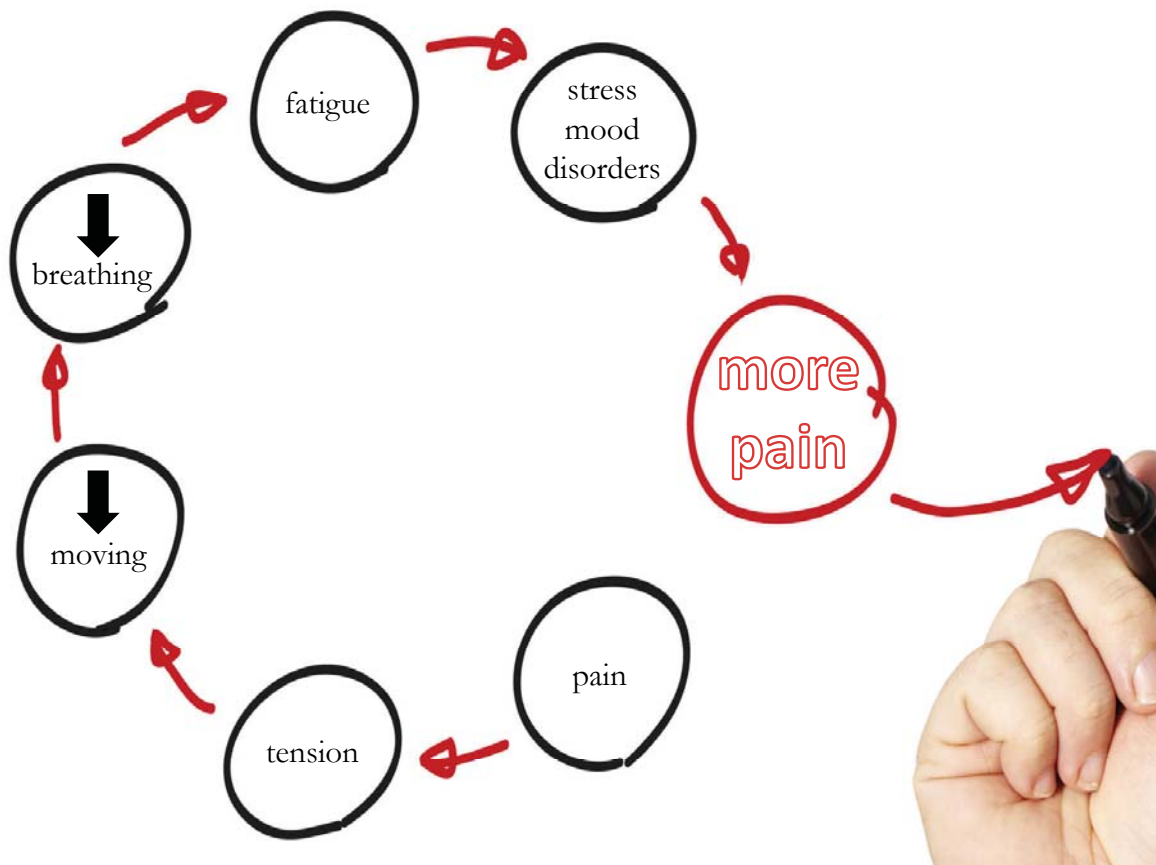 fatigue
stress
mood
disorders
breathing
more
pain
moving
pain
tension